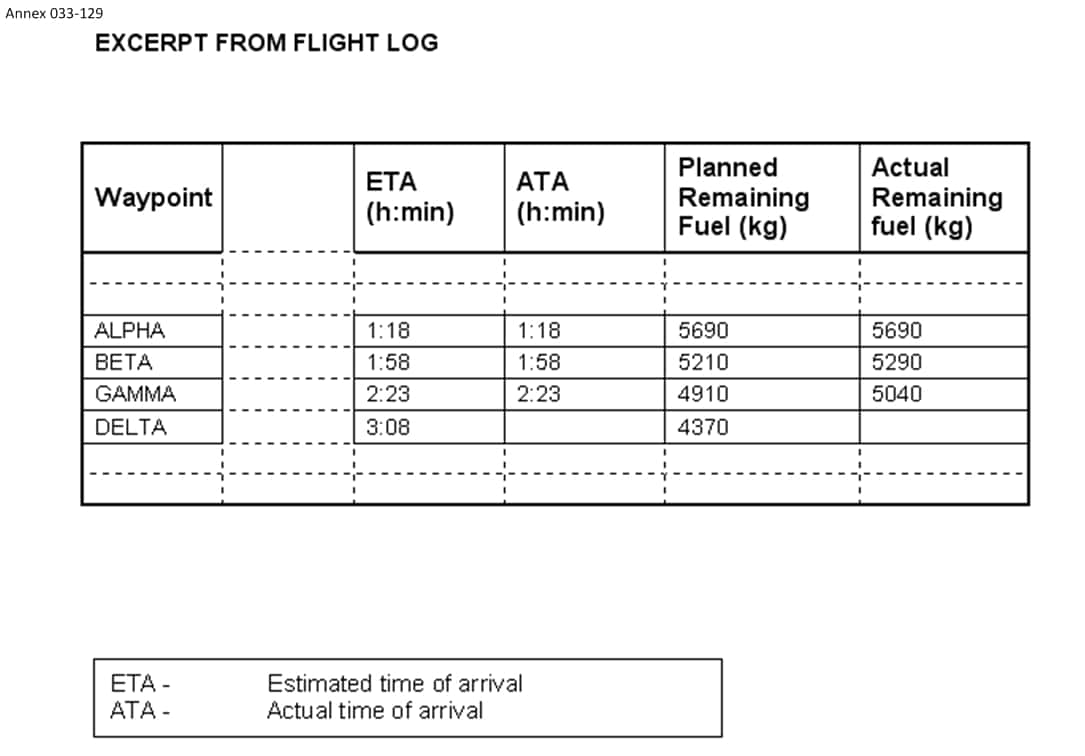 Annex 033-129
EXCERPT FROM FLIGHT LOG
Waypoint ETA (h:min) ATA (h:min) Planned Remaining Fuel (kg) Actual Remaining fuel (kg)
ALPHA 1:18 1:18 5690 5690
BETA 1:58 1:58 5210 5290
GAMMA 2:23 2:23 4910 5040
DELTA 3:08 4370
ETA - Estimated time of arrival
ATA - Actual time of arrival